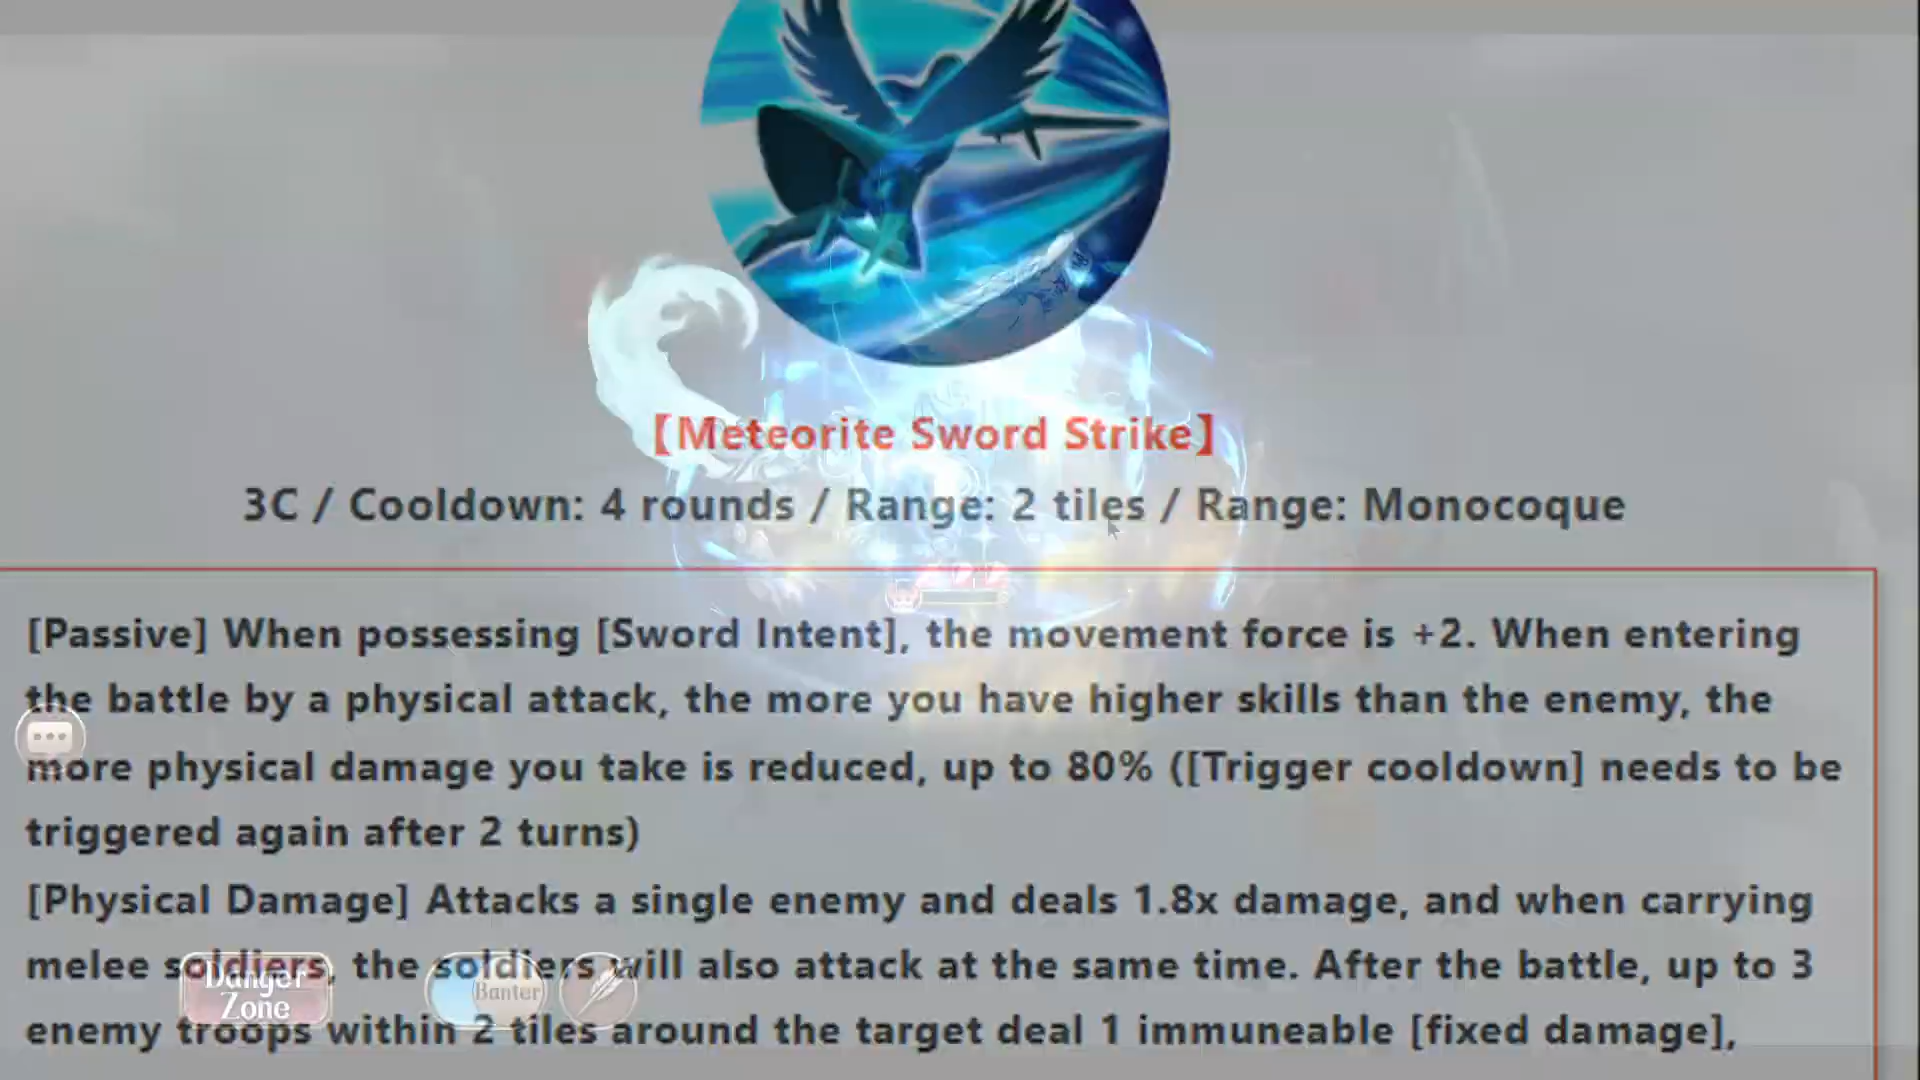 【Meteorite Sword Strike】
3C / Cooldown: 4 rounds / Range: 2 tiles / Range: Monocoque
[Passive] When possessing [Sword Intent], the movement force is +2. When entering
the battle by a physical attack, the more you have higher skills than the enemy, the
more physical damage you take is reduced, up to 80% ([Trigger cooldown] needs to be
triggered again after 2 turns)
[Physical Damage] Attacks a single enemy and deals 1.8x damage, and when carrying
melee soldiers, the soldiers will also attack at the same time. After the battle, up to 3
Danger
Zone
Banter
enemy troops within 2 tiles around the target deal 1 immuneable [fixed damage],